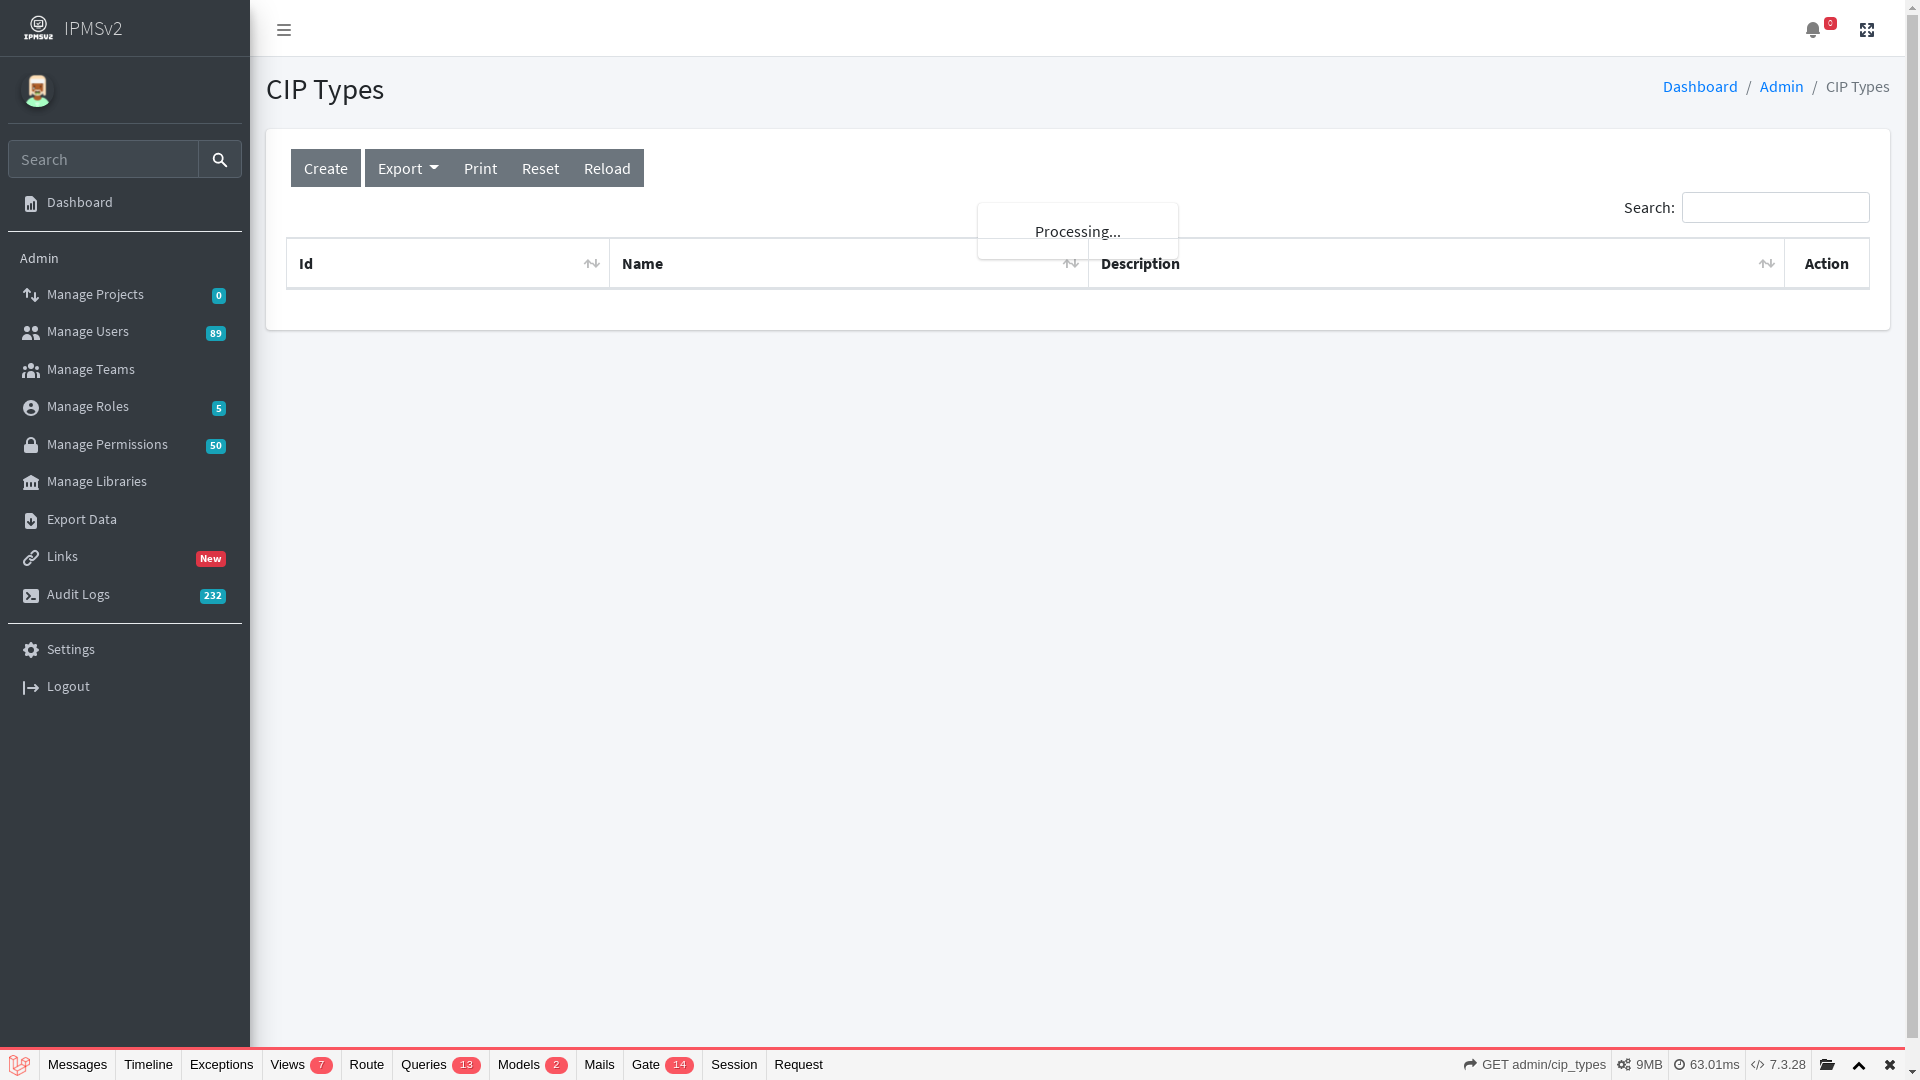 IPMSV2 IPMSv2
0
CIP Types
Dashboard / Admin / CIP Types
Search
Create Export Print Reset Reload
Search:
Processing...
Id Name Description Action
Dashboard
Admin
Manage Projects 0
Manage Users 89
Manage Teams
Manage Roles 5
Manage Permissions 50
Manage Libraries
Export Data
Links New
Audit Logs 232
Settings
Logout
Messages Timeline Exceptions Views 7 Route Queries 13 Models 2 Mails Gate 14 Session Request GET admin/cip_types 9MB 63.01ms 7.3.28